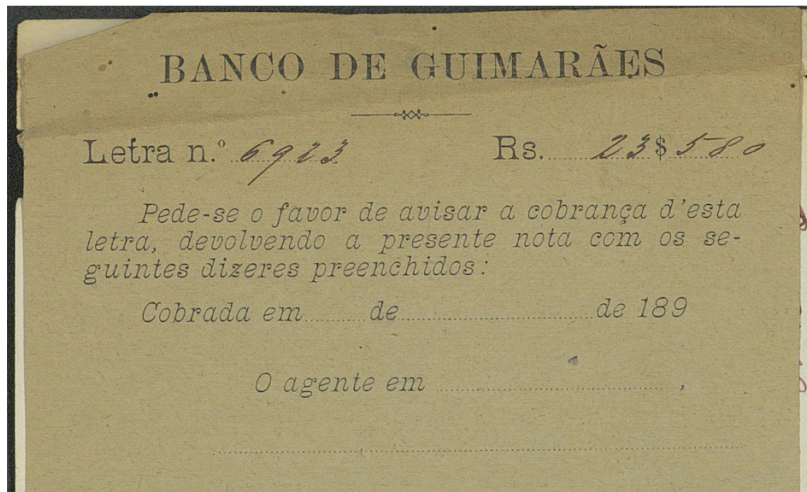 BANCO DE GUIMARÃES
Letra n.º 6923 Rs. 23$580
Pede-se o favor de avisar a cobrança d'esta
letra, devolvendo a presente nota com os se-
guintes dizeres preenchidos:
Cobrada em de de 189
O agente em ,